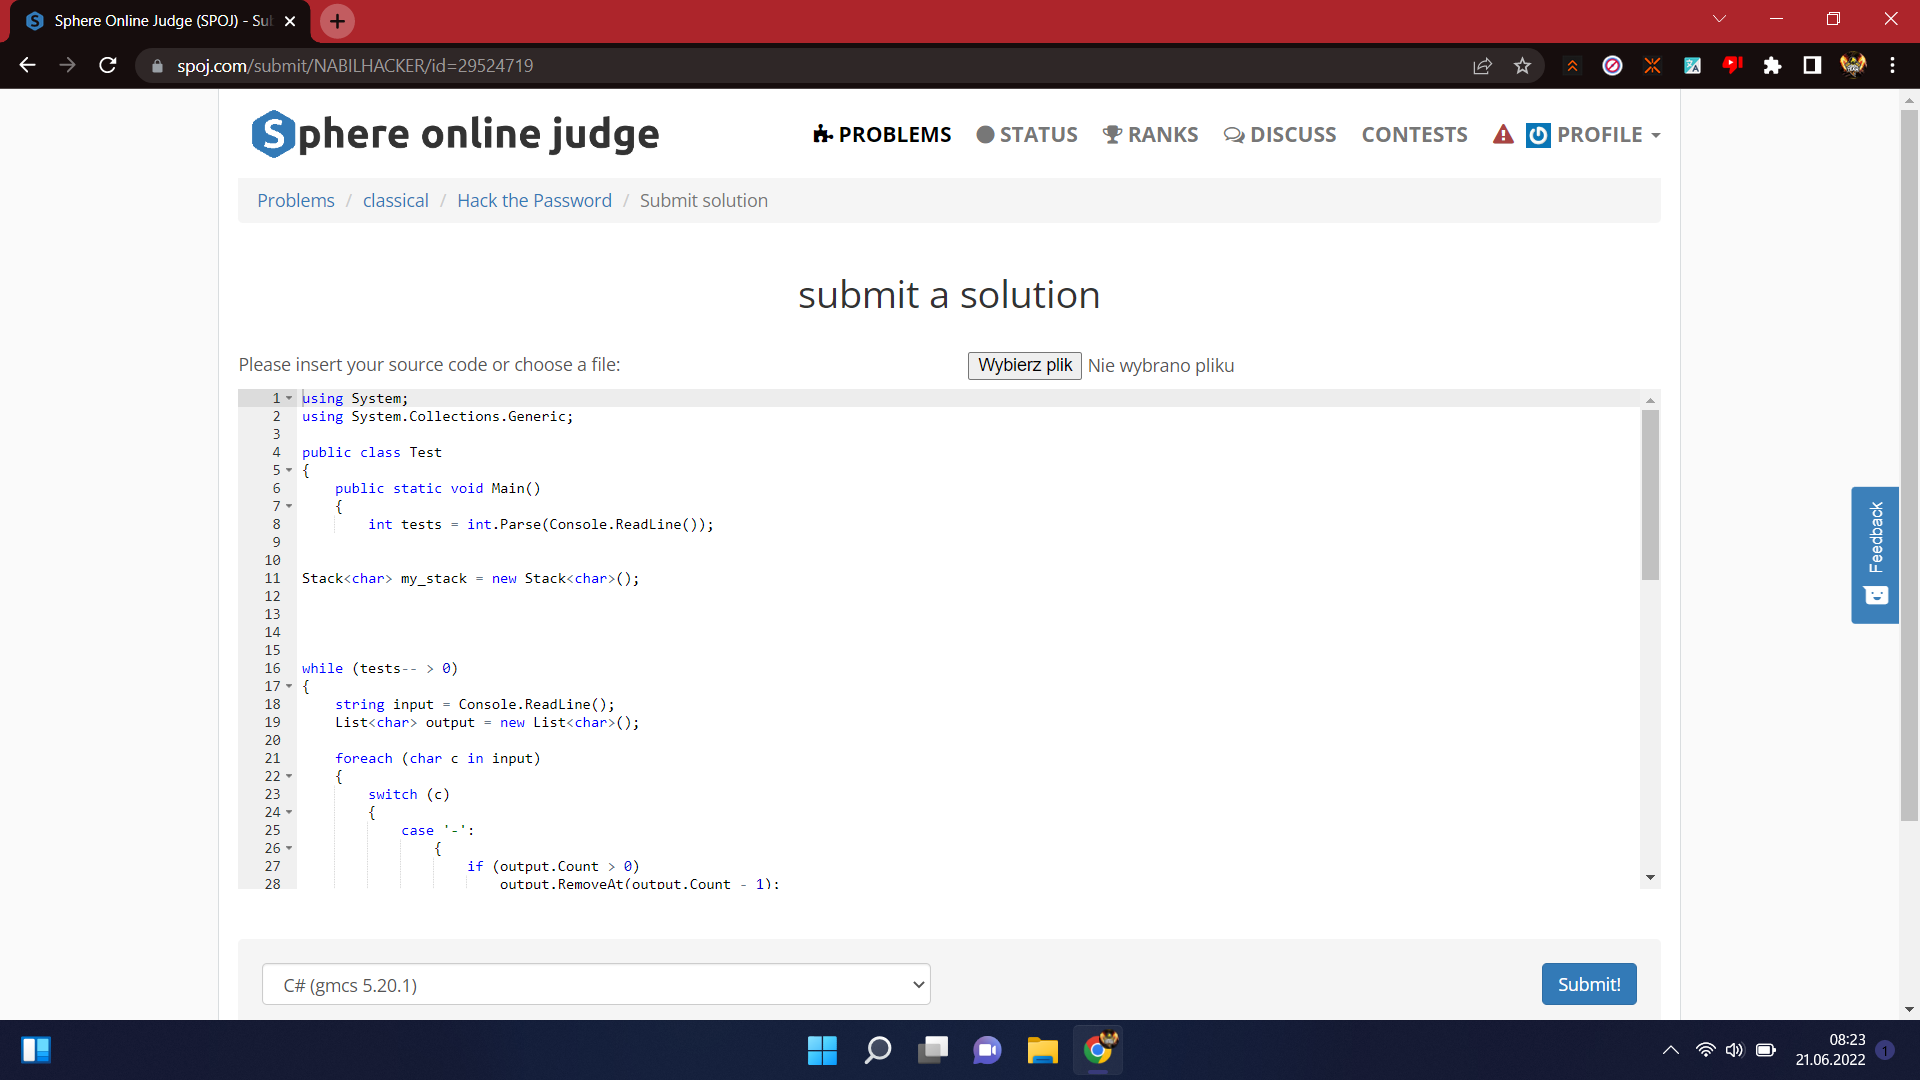 Sphere Online Judge (SPOJ) - Su
spoj.com/submit/NABILHACKER/id=29524719
Sphere online judge
PROBLEMS STATUS RANKS DISCUSS CONTESTS PROFILE
Problems / classical / Hack the Password / Submit solution
submit a solution
Please insert your source code or choose a file: Wybierz plik Nie wybrano pliku
1 using System;
2 using System.Collections.Generic;
3
4 public class Test
5 {
6 public static void Main()
7 {
8 int tests = int.Parse(Console.ReadLine());
9
10
11 Stack<char> my_stack = new Stack<char>();
12
13
14
15
16 while (tests-- > 0)
17 {
18 string input = Console.ReadLine();
19 List<char> output = new List<char>();
20
21 foreach (char c in input)
22 {
23 switch (c)
24 {
25 case '-':
26 {
27 if (output.Count > 0)
28 output.RemoveAt(output.Count - 1);
Feedback
C# (gmcs 5.20.1)
Submit!
08:23
21.06.2022
1